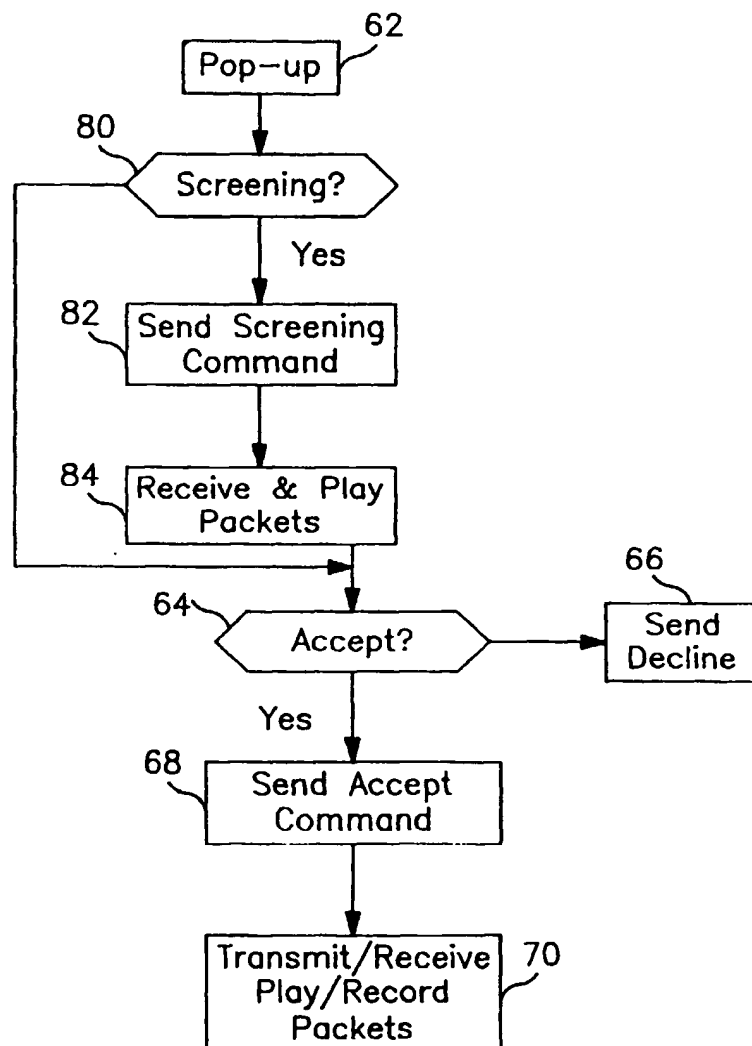 62
Pop-up
80
Screening?
Yes
82
Send Screening
Command
84
Receive & Play
Packets
66
Send
Decline
64
Accept?
Yes
68
Send Accept
Command
70
Transmit/Receive
Play/Record
Packets